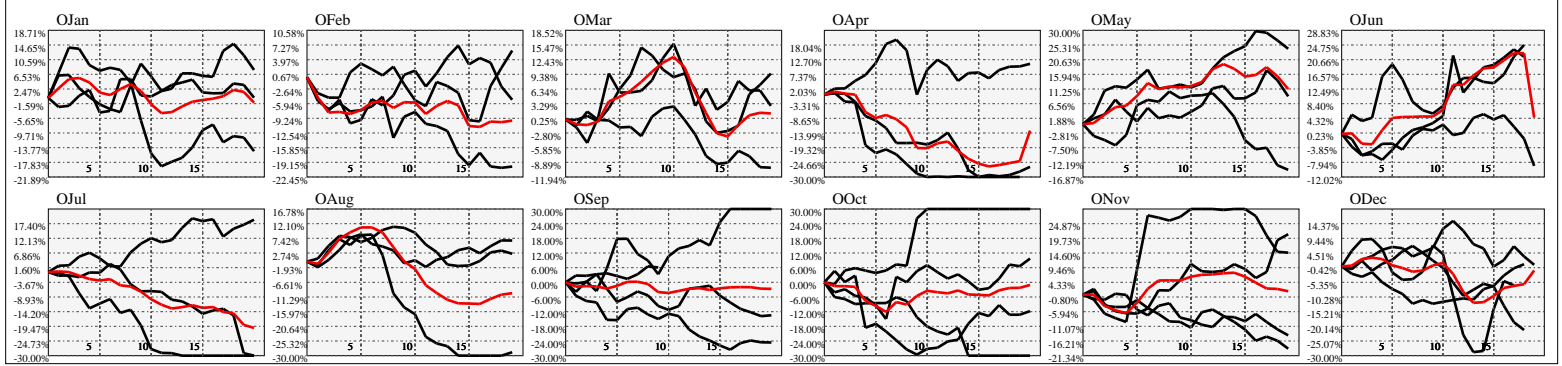 OJan OFeb OMar OApr OMay OJun
18.71% 10.58% 18.52% 30.00% 28.83%
14.65% 7.27% 15.47% 18.04% 25.31% 24.75%
10.59% 3.97% 12.43% 12.70% 20.63% 20.66%
6.53% 0.67% 9.38% 7.37% 15.94% 16.57%
2.47% -2.64% 6.34% 2.03% 11.25% 12.49%
-1.59% -5.94% 3.29% -3.31% 6.56% 8.40%
-5.65% -9.24% 0.25% -8.65% 1.88% 4.32%
-9.71% -12.54% -2.80% -13.99% -2.81% 0.23%
-13.77% -15.85% -5.85% -19.32% -7.50% -3.85%
-17.83% -19.15% -8.89% -24.66% -12.19% -7.94%
5 10 15 5 10 15 5 10 15 5 10 15 5 10 15 5 10 15
-21.89% -22.45% -11.94% -30.00% -16.87% -12.02%
OJul OAug OSep OOct ONov ODec
16.78% 30.00% 30.00%
17.40% 12.10% 24.00% 24.00% 24.87% 14.37%
12.13% 7.42% 18.00% 18.00% 19.73% 9.44%
6.86% 2.74% 12.00% 12.00% 14.60% 4.51%
1.60% -1.93% 6.00% 6.00% 9.46% -0.42%
-3.67% -6.61% 0.00% 0.00% 4.33% -5.35%
-8.93% -11.29% -6.00% -6.00% -0.80% -10.28%
-14.20% -15.97% -12.00% -12.00% -5.94% -15.21%
-19.47% -20.64% -18.00% -18.00% -11.07% -20.14%
-24.73% -25.32% -24.00% -24.00% -16.21% -25.07%
5 10 15 5 10 15 5 10 15 5 10 15 5 10 15 5 10 15
-30.00% -30.00% -30.00% -30.00% -21.34% -30.00%